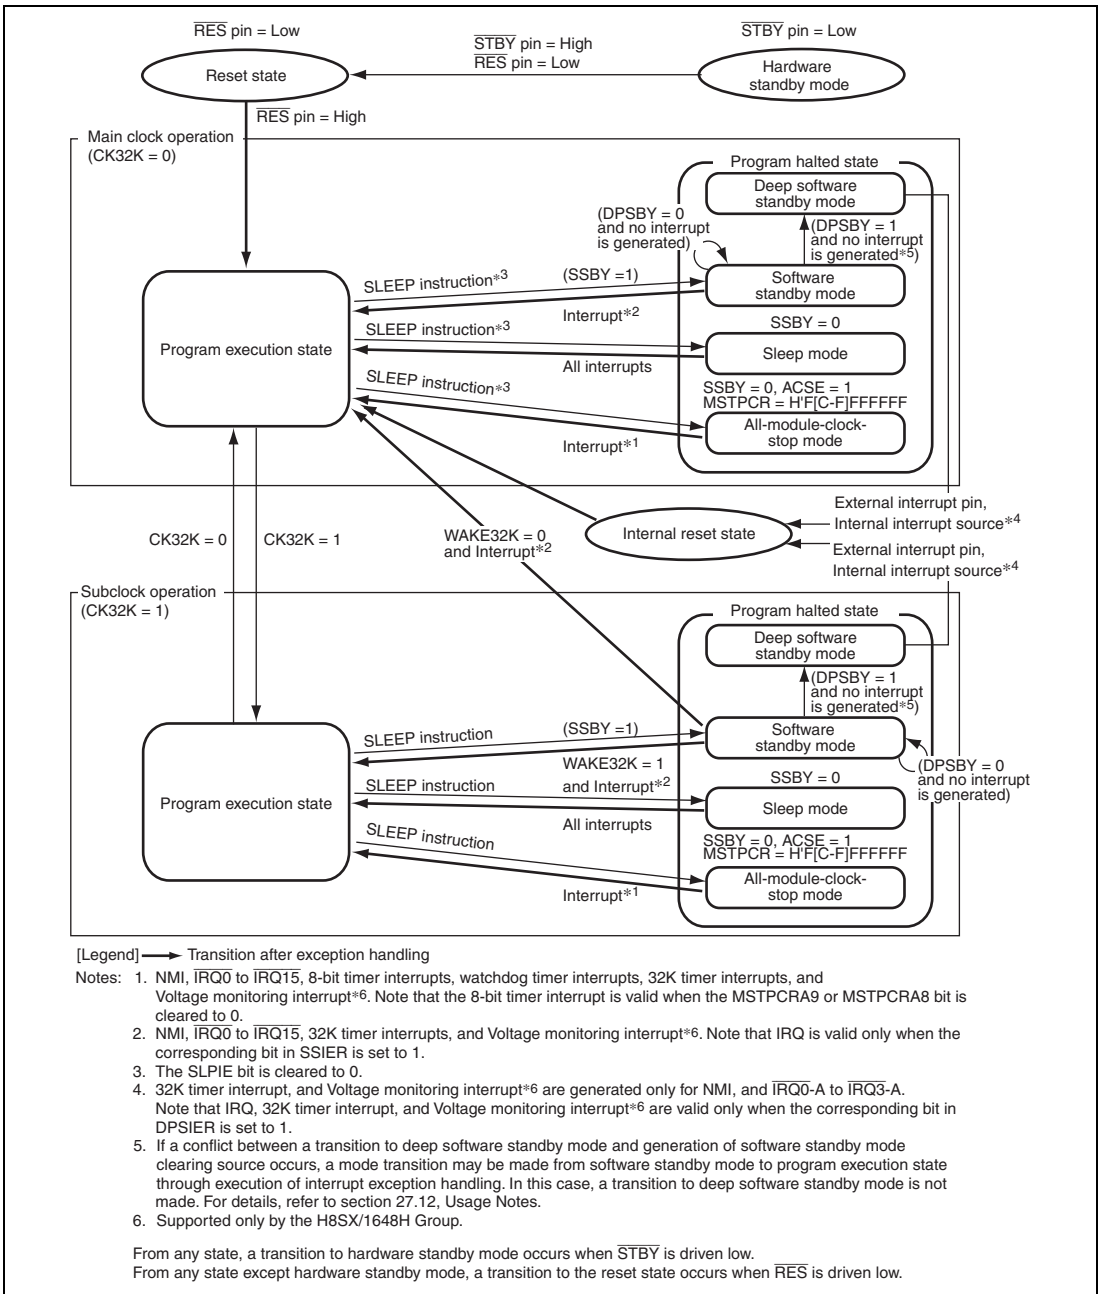 RES pin = Low
STBY pin = High
RES pin = Low
STBY pin = Low
Reset state
Hardware
standby mode
RES pin = High
Main clock operation
(CK32K = 0)
Program halted state
Deep software
standby mode
(DPSBY = 0
and no interrupt
is generated)
(DPSBY = 1
and no interrupt
is generated*5)
SLEEP instruction*3
(SSBY =1)
Software
standby mode
Interrupt*2
SLEEP instruction*3
SSBY = 0
Program execution state
Sleep mode
All interrupts
SLEEP instruction*3
SSBY = 0, ACSE = 1
MSTPCR = H'F[C-F]FFFFFF
All-module-clock-
stop mode
Interrupt*1
External interrupt pin,
Internal interrupt source*4
CK32K = 0
CK32K = 1
WAKE32K = 0
and Interrupt*2
Internal reset state
External interrupt pin,
Internal interrupt source*4
Subclock operation
(CK32K = 1)
Program halted state
Deep software
standby mode
(DPSBY = 1
and no interrupt
is generated*5)
SLEEP instruction
(SSBY =1)
Software
standby mode
WAKE32K = 1
and Interrupt*2
(DPSBY = 0
and no interrupt
is generated)
SLEEP instruction
SSBY = 0
Program execution state
Sleep mode
All interrupts
SLEEP instruction
SSBY = 0, ACSE = 1
MSTPCR = H'F[C-F]FFFFFF
All-module-clock-
stop mode
Interrupt*1
[Legend] Transition after exception handling
Notes: 1. NMI, IRQ0 to IRQ15, 8-bit timer interrupts, watchdog timer interrupts, 32K timer interrupts, and
Voltage monitoring interrupt*6. Note that the 8-bit timer interrupt is valid when the MSTPCRA9 or MSTPCRA8 bit is
cleared to 0.
2. NMI, IRQ0 to IRQ15, 32K timer interrupts, and Voltage monitoring interrupt*6. Note that IRQ is valid only when the
corresponding bit in SSIER is set to 1.
3. The SLPIE bit is cleared to 0.
4. 32K timer interrupt, and Voltage monitoring interrupt*6 are generated only for NMI, and IRQ0-A to IRQ3-A.
Note that IRQ, 32K timer interrupt, and Voltage monitoring interrupt*6 are valid only when the corresponding bit in
DPSIER is set to 1.
5. If a conflict between a transition to deep software standby mode and generation of software standby mode
clearing source occurs, a mode transition may be made from software standby mode to program execution state
through execution of interrupt exception handling. In this case, a transition to deep software standby mode is not
made. For details, refer to section 27.12, Usage Notes.
6. Supported only by the H8SX/1648H Group.
From any state, a transition to hardware standby mode occurs when STBY is driven low.
From any state except hardware standby mode, a transition to the reset state occurs when RES is driven low.